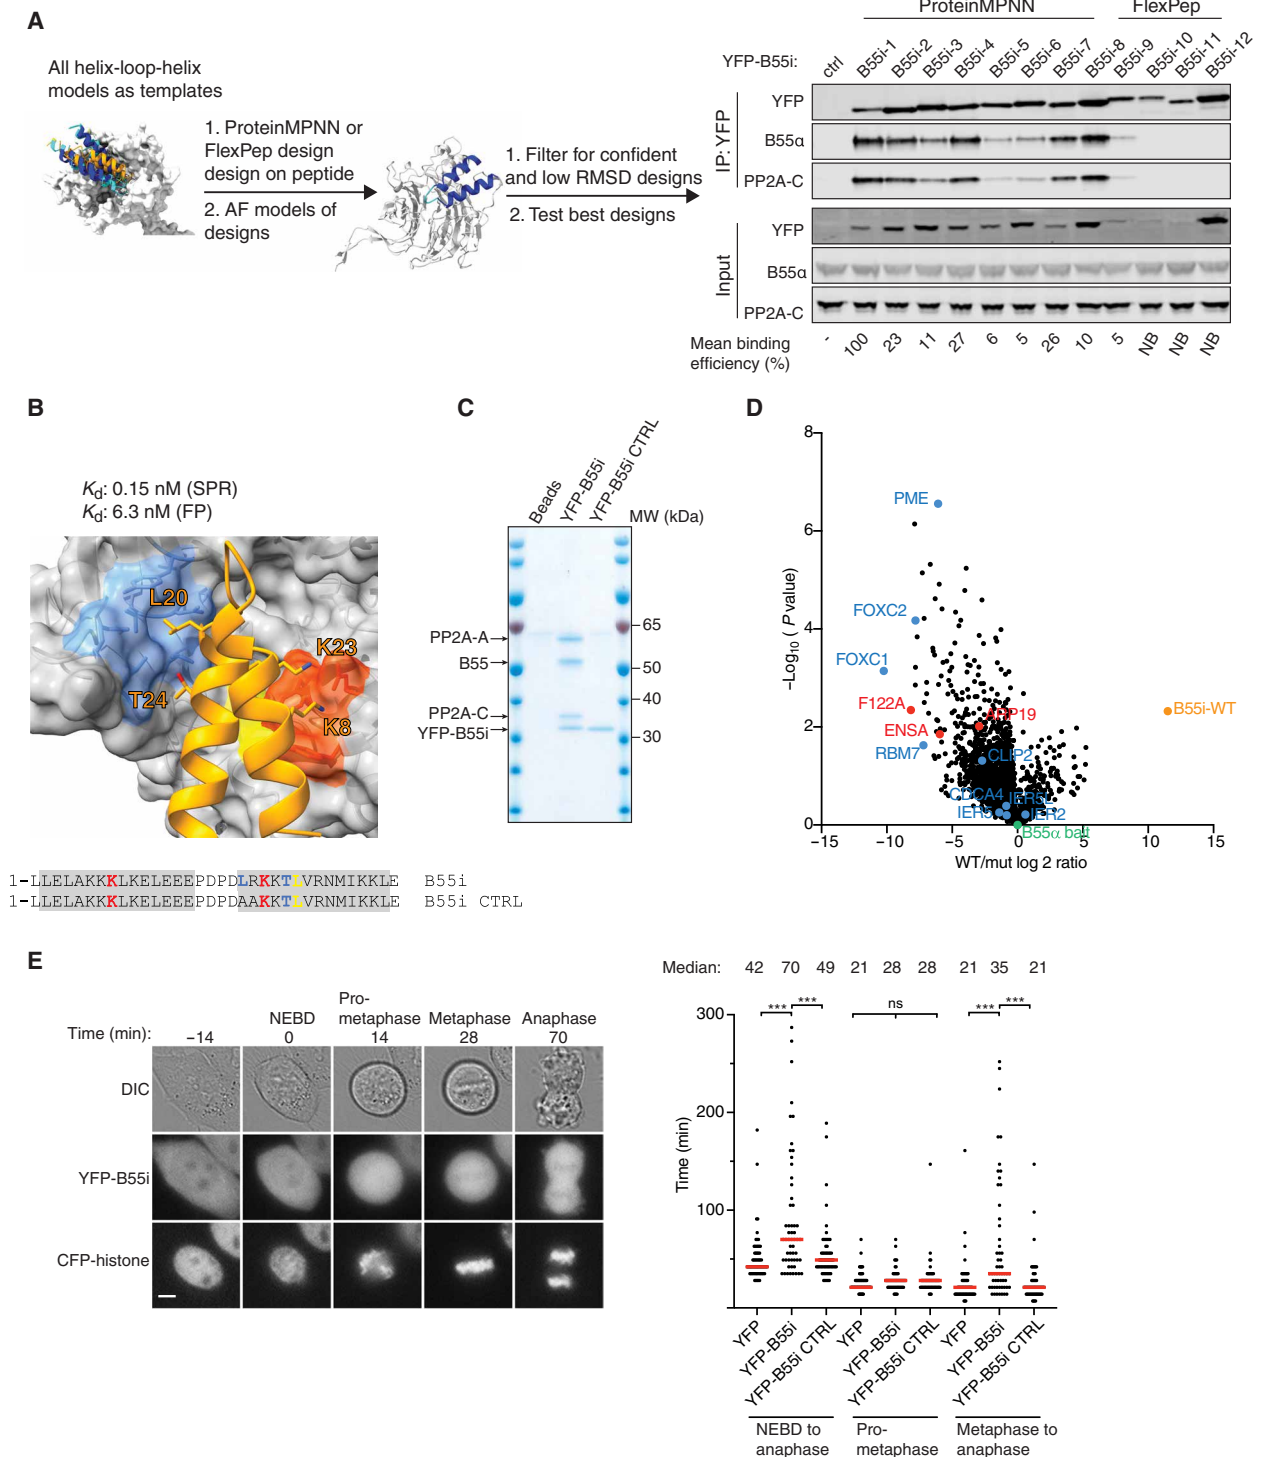 A
All helix-loop-helix
models as templates
1. ProteinMPNN or
FlexPep design
design on peptide
2. AF models of
designs
1. Filter for confident
and low RMSD designs
2. Test best designs
ProteinMPNN
FlexPep
YFP-B55i:
ctrl
B55i-1
B55i-2
B55i-3
B55i-4
B55i-5
B55i-6
B55i-7
B55i-8
B55i-9
B55i-10
B55i-11
B55i-12
IP: YFP
YFP
B55α
PP2A-C
Input
YFP
B55α
PP2A-C
Mean binding
efficiency (%)
- 100 23 11 27 6 5 26 10 5 NB NB NB
B
Kd: 0.15 nM (SPR)
Kd: 6.3 nM (FP)
L20
K23
T24
K8
1-LLELAKKKLKELEEEPDPDLRKKTLVRNMIKKLE B55i
1-LLELAKKKLKELEEEPDPDAAKKTLVRNMIKKLE B55i CTRL
C
Beads
YFP-B55i
YFP-B55i CTRL
MW (kDa)
PP2A-A
B55
PP2A-C
YFP-B55i
65
50
40
30
D
–Log10 (P value)
8
6
4
2
0
PME
FOXC2
FOXC1
F122A
ARP19
ENSA
RBM7
CLIP2
CDCA4
IER5L
IER5
IER2
B55α bait
B55i-WT
−15 −10 −5 0 5 10 15
WT/mut log 2 ratio
E
Time (min):
−14
NEBD
0
Pro-
metaphase
14
Metaphase
28
Anaphase
70
DIC
YFP-B55i
CFP-histone
Median: 42 70 49 21 28 28 21 35 21
*** *** ns *** ***
Time (min)
300
200
100
YFP
YFP-B55i
YFP-B55i CTRL
YFP
YFP-B55i
YFP-B55i CTRL
YFP
YFP-B55i
YFP-B55i CTRL
NEBD to
anaphase
Pro-
metaphase
Metaphase to
anaphase